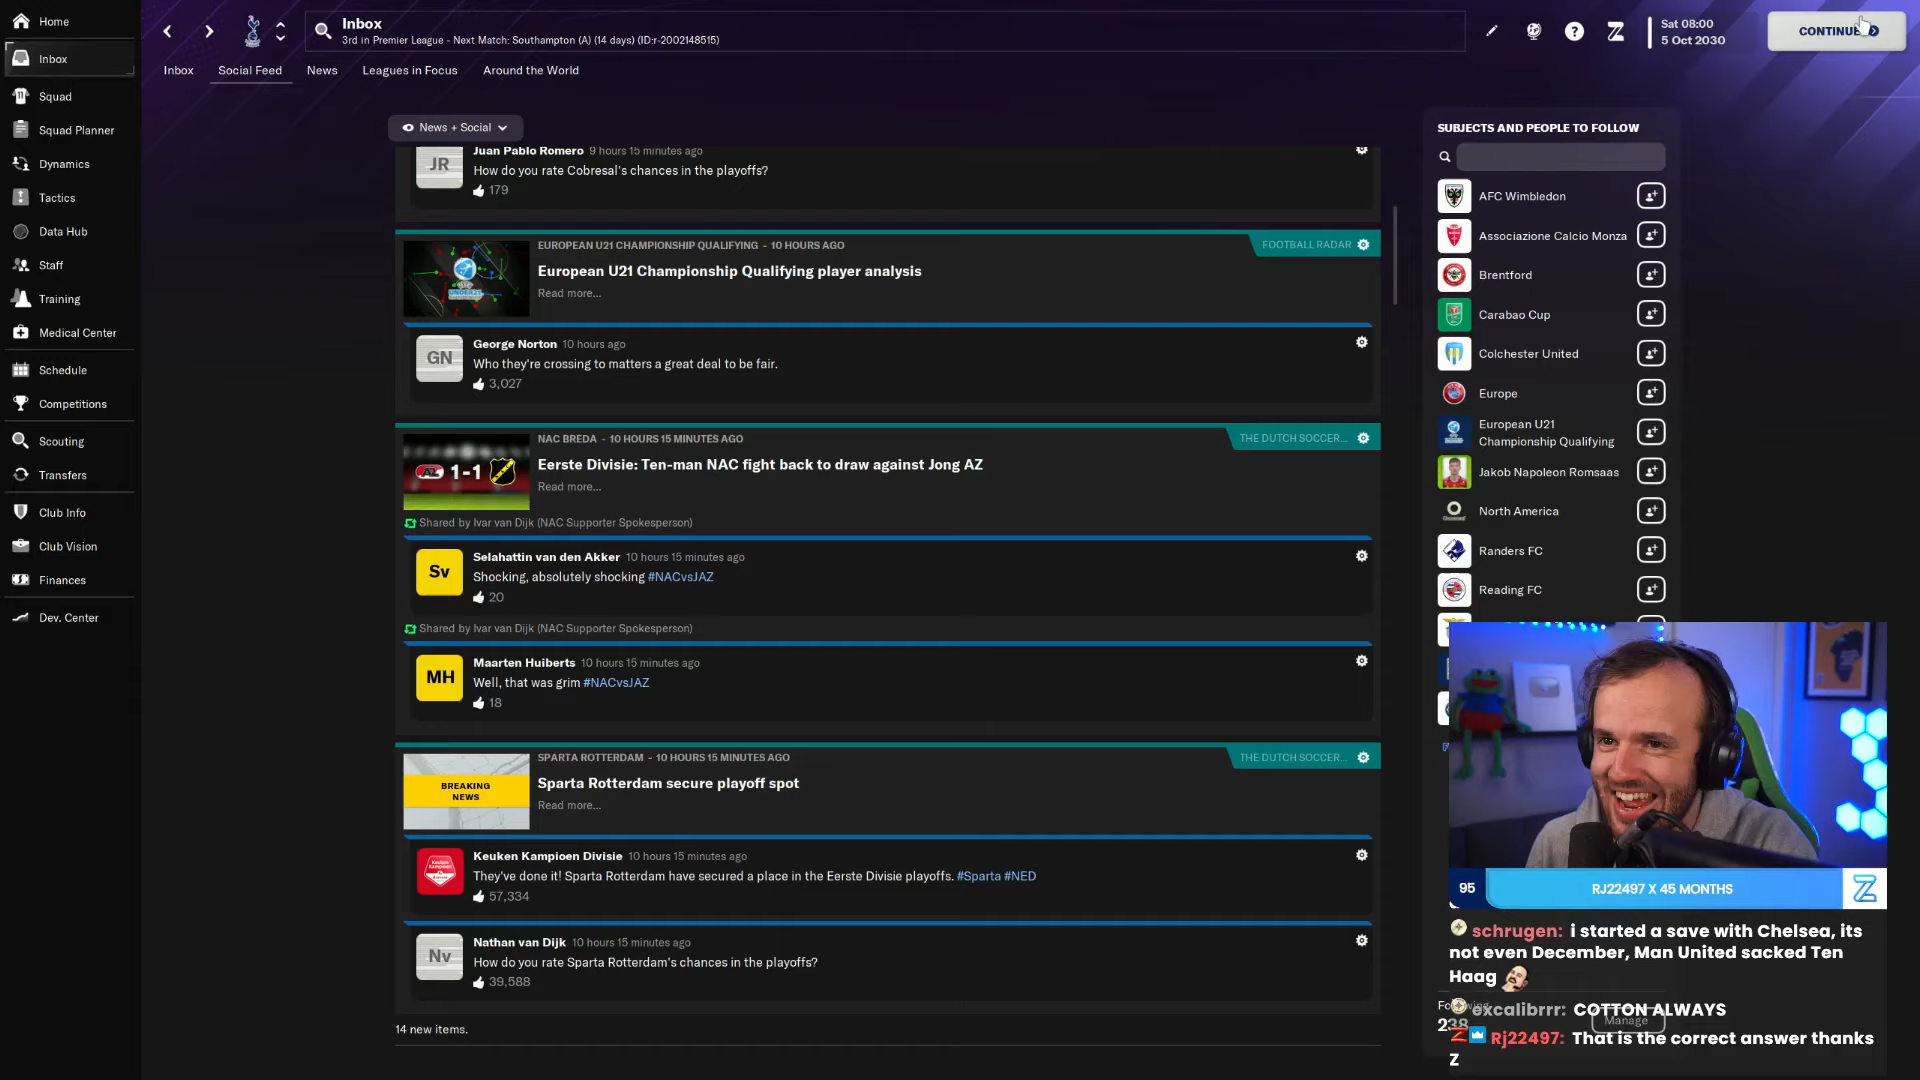 Home
Inbox
Squad
Squad Planner
Dynamics
Tactics
Data Hub
Staff
Training
Medical Center
Schedule
Competitions
Scouting
Transfers
Club Info
Club Vision
Finances
Dev. Center
Inbox
3rd in Premier League - Next Match: Southampton (A) (14 days) (ID:r-2002148515)
Sat 08:00
5 Oct 2030
CONTINUE
Inbox
Social Feed
News
Leagues in Focus
Around the World
News + Social
JR
Juan Pablo Romero 9 hours 15 minutes ago
How do you rate Cobresal's chances in the playoffs?
179
EUROPEAN U21 CHAMPIONSHIP QUALIFYING - 10 HOURS AGO
FOOTBALL RADAR
European U21 Championship Qualifying player analysis
Read more...
GN
George Norton 10 hours ago
Who they're crossing to matters a great deal to be fair.
3,027
NAC BREDA - 10 HOURS 15 MINUTES AGO
THE DUTCH SOCCER...
AZ 1-1
Eerste Divisie: Ten-man NAC fight back to draw against Jong AZ
Read more...
Shared by Ivar van Dijk (NAC Supporter Spokesperson)
Sv
Selahattin van den Akker 10 hours 15 minutes ago
Shocking, absolutely shocking #NACvsJAZ
20
Shared by Ivar van Dijk (NAC Supporter Spokesperson)
MH
Maarten Huiberts 10 hours 15 minutes ago
Well, that was grim #NACvsJAZ
18
SPARTA ROTTERDAM - 10 HOURS 15 MINUTES AGO
THE DUTCH SOCCER...
BREAKING
NEWS
Sparta Rotterdam secure playoff spot
Read more...
Keuken Kampioen Divisie 10 hours 15 minutes ago
They've done it! Sparta Rotterdam have secured a place in the Eerste Divisie playoffs. #Sparta #NED
57,334
Nv
Nathan van Dijk 10 hours 15 minutes ago
How do you rate Sparta Rotterdam's chances in the playoffs?
39,588
14 new items.
SUBJECTS AND PEOPLE TO FOLLOW
AFC Wimbledon
Associazione Calcio Monza
Brentford
Carabao Cup
Colchester United
Europe
European U21
Championship Qualifying
Jakob Napoleon Romsaas
North America
Randers FC
Reading FC
95
RJ22497 X 45 MONTHS
Z
schrugen: i started a save with Chelsea, its
not even December, Man United sacked Ten
Haag
excalibrrr: COTTON ALWAYS
Manage
Rj22497: That is the correct answer thanks
Z